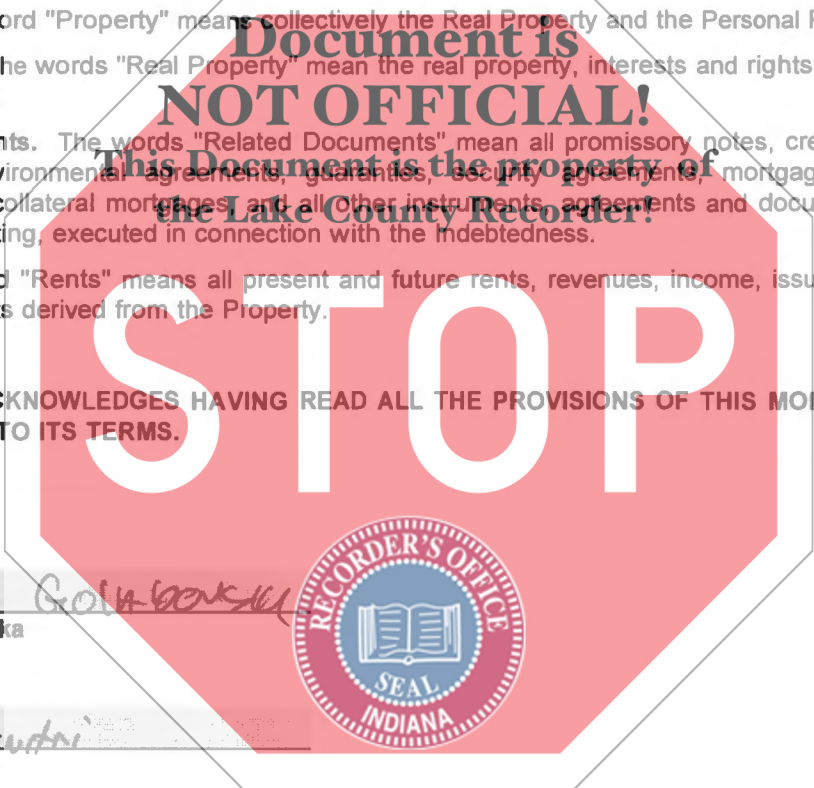 ord "Property" means collectively the Real Property and the Personal
Document is
he words "Real Property" mean the real property, interests and rights
NOT OFFICIAL!
nts. The words "Related Documents" mean all promissory notes, cre
This Document is the property of
vironmental agreements, guaranties, security agreements, mortgag
the Lake County Recorder!
collateral mortgages, and all other instruments, agreements and docu
ing, executed in connection with the Indebtedness.
d "Rents" means all present and future rents, revenues, income, issu
s derived from the Property.
STOP
CKNOWLEDGES HAVING READ ALL THE PROVISIONS OF THIS MO
TO ITS TERMS.
RECORDER'S OFFICE
ka
SEAL
INDIANA